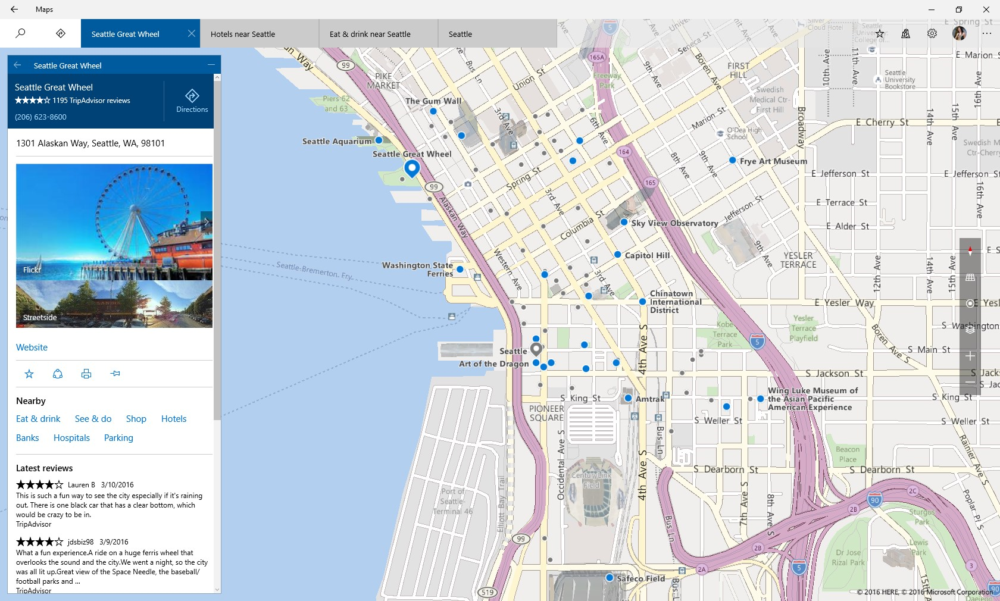 Maps
Seattle Great Wheel
Hotels near Seattle
Eat & drink near Seattle
Seattle
Seattle Great Wheel
Seattle Great Wheel
1195 TripAdvisor reviews
(206) 623-8600
Directions
1301 Alaskan Way, Seattle, WA, 98101
Flickr
Streetside
Website
Nearby
Eat & drink
See & do
Shop
Hotels
Banks
Hospitals
Parking
Latest reviews
Lauren B 3/10/2016
This is such a fun way to see the city especially if it's raining
out. There is one black car that has a clear bottom, which
would be crazy to be in.
TripAdvisor
jdsbiz98 3/9/2016
What a fun experience.A ride on a huge ferris wheel that
overlooks the sound and the city.We went a night, so the city
was all lit up.Great view of the Space Needle, the baseball/
football parks and ...
TripAdvisor
99
PIKE
MARKET
Piers 62
and 63
The Gum Wall
Seattle Aquarium
Seattle Great Wheel
99
Alaskan Way
Bus Ln
Union St
3rd Ave
Spring St
3rd Ave
Columbia St
Western Ave
3rd Ave
6th Ave
5
165A
Freeway
Park
Seneca St
9th Ave
Boren Ave
FIRST
HILL
Swedish
Medical Ctr-
First Hill
Marion St
O'Dea High
School
164
165
8th Ave
9th Ave
Frye Art Museum
Jefferson St
9th Ave
Sky View Observatory
Capitol Hill
YESLER
TERRACE
Broadway
Silver
Cloud Hotel
Seattle
University:
College of...
E Spring St
10th Ave
11th Ave
E Marion S
Seattle
University
Bookstore
16th Ave
15th Ave
14th Ave
E Cherry St
Swedish M
Ctr-Cherry
E Jefferson St
E Jefferson St
E Terrace St
16th Ave
E Alder St
E S
12th Ave
14th Ave
15th Ave
E Yesler Way
E Yesl
Washington State
Ferries
Seattle-Bremerton Fry
Chinatown
International
District
Kobe
Terrace
Park
Yesler
Terrace
Playfield
Boren Ave S
S Washington
S Main St
5
Seattle
Art of the Dragon
4th Ave S
S Jackson St
S Jacks
S Jac
S King St
Amtrak
Wing Luke Museum of
the Asian Pacific
American Experience
S King St
PIONEER
SQUARE
S Weller St
S Weller St
Bus Ln
Rainier Ave S
Beacon
Place
Occidental Ave S
4th Ave S
S Dearborn St
S Dearborn St
CenturyLink
Field
Port of
Seattle-
Terminal 46
Elliott Bay Trail
7th Ave S
8th Ave S
Bus Ln
90
2C
2B
Poplar Pl S
Sturgus
Park
Lewis
Park
Dr Jose
Rizal Park
2B
2A
5
3
99
519
Safeco Field
Bus L
15th Av
90
© 2016 HERE, © 2016 Microsoft Corporation